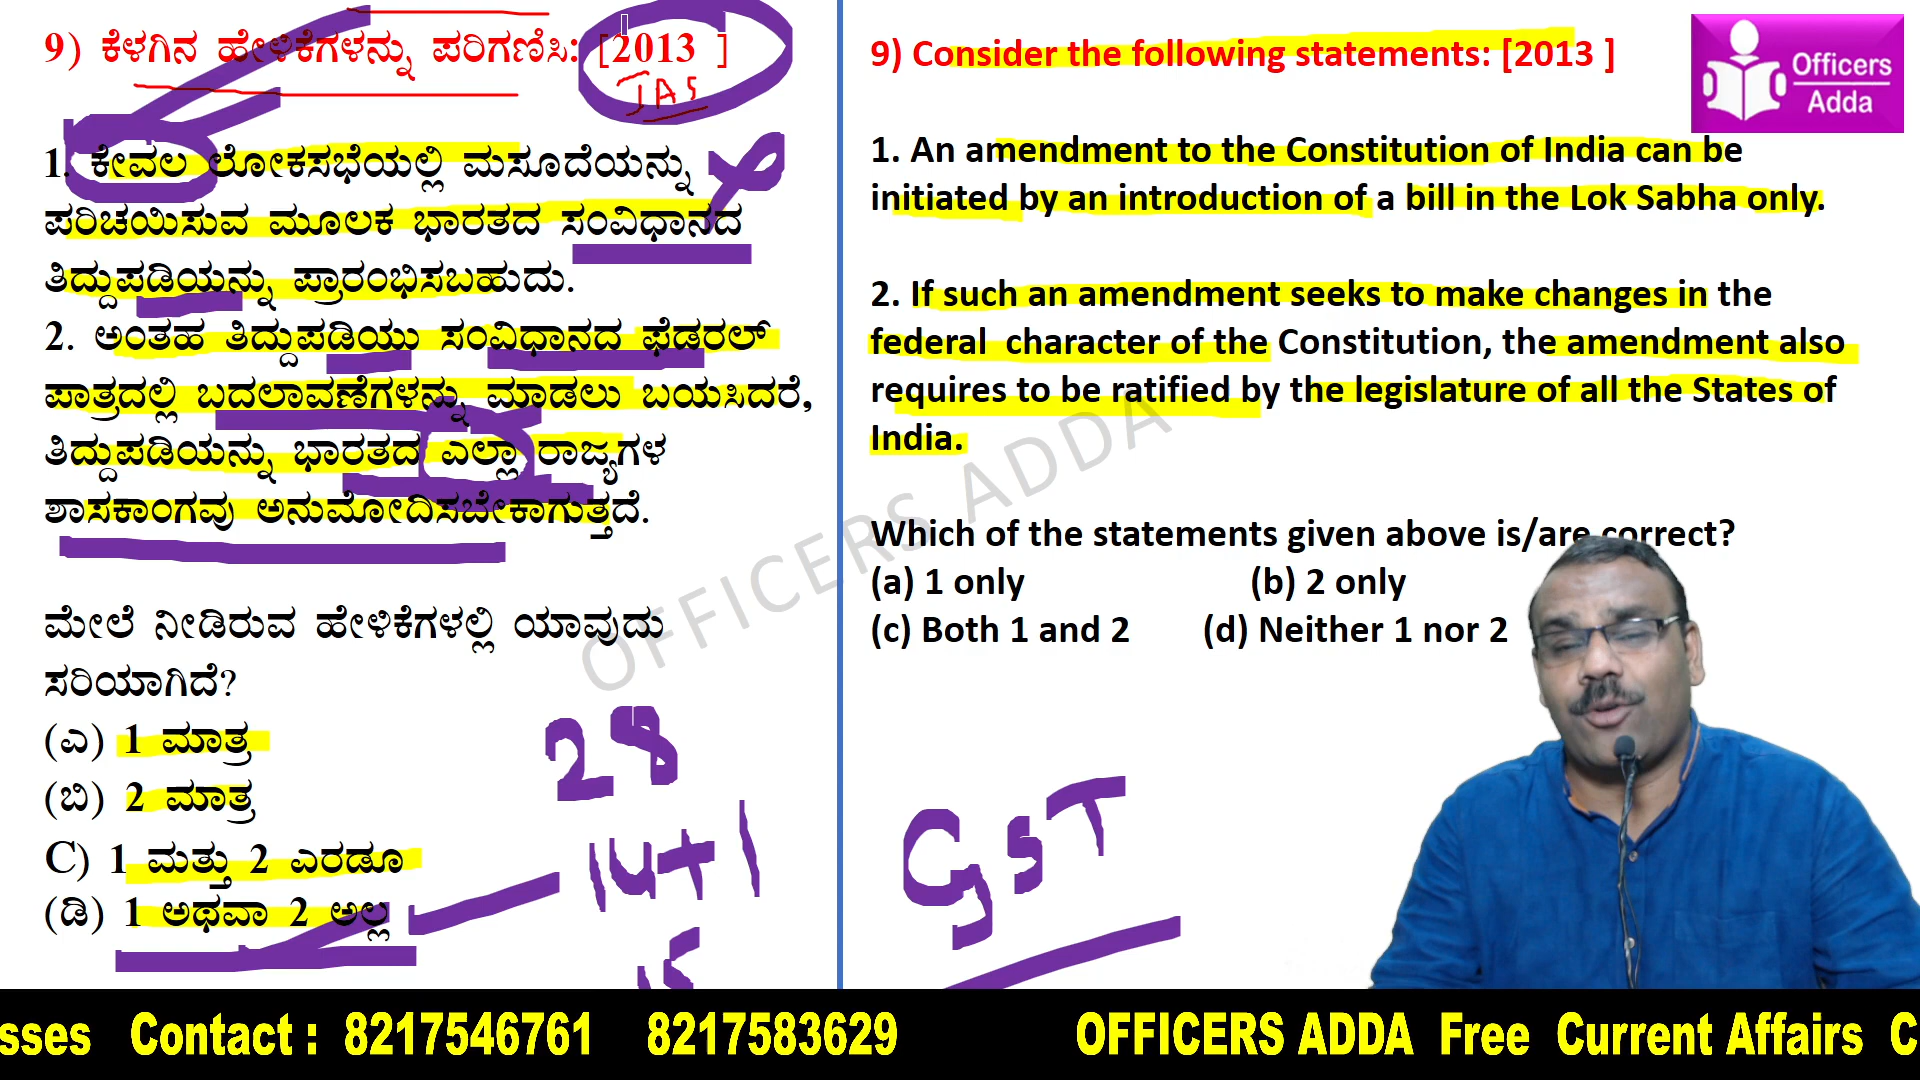 9) ಕೆಳಗಿನ ಹೇಳಿಕೆಗಳನ್ನು ಪರಿಗಣಿಸಿ: [2013 ]
IAS
1. ಕೇವಲ ಲೋಕಸಭೆಯಲ್ಲಿ ಮಸೂದೆಯನ್ನು
ಪರಿಚಯಿಸುವ ಮೂಲಕ ಭಾರತದ ಸಂವಿಧಾನದ
ತಿದ್ದುಪಡಿಯನ್ನು ಪ್ರಾರಂಭಿಸಬಹುದು.
2. ಅಂತಹ ತಿದ್ದುಪಡಿಯು ಸಂವಿಧಾನದ ಫೆಡರಲ್
ಪಾತ್ರದಲ್ಲಿ ಬದಲಾವಣೆಗಳನ್ನು ಮಾಡಲು ಬಯಸಿದರೆ,
ತಿದ್ದುಪಡಿಯನ್ನು ಭಾರತದ ಎಲ್ಲಾ ರಾಜ್ಯಗಳ
ಶಾಸಕಾಂಗವು ಅನುಮೋದಿಸಬೇಕಾಗುತ್ತದೆ.
ಮೇಲೆ ನೀಡಿರುವ ಹೇಳಿಕೆಗಳಲ್ಲಿ ಯಾವುದು
ಸರಿಯಾಗಿದೆ?
(ಎ) 1 ಮಾತ್ರ
(ಬಿ) 2 ಮಾತ್ರ
C) 1 ಮತ್ತು 2 ಎರಡೂ
(ಡಿ) 1 ಅಥವಾ 2 ಅಲ್ಲ
28
14+1
15
9) Consider the following statements: [2013 ]
1. An amendment to the Constitution of India can be
initiated by an introduction of a bill in the Lok Sabha only.
2. If such an amendment seeks to make changes in the
federal character of the Constitution, the amendment also
requires to be ratified by the legislature of all the States of
India.
Which of the statements given above is/are correct?
(a) 1 only (b) 2 only
(c) Both 1 and 2 (d) Neither 1 nor 2
GST
Officers
Adda
OFFICERS ADDA
sses Contact : 8217546761 8217583629 OFFICERS ADDA Free Current Affairs C